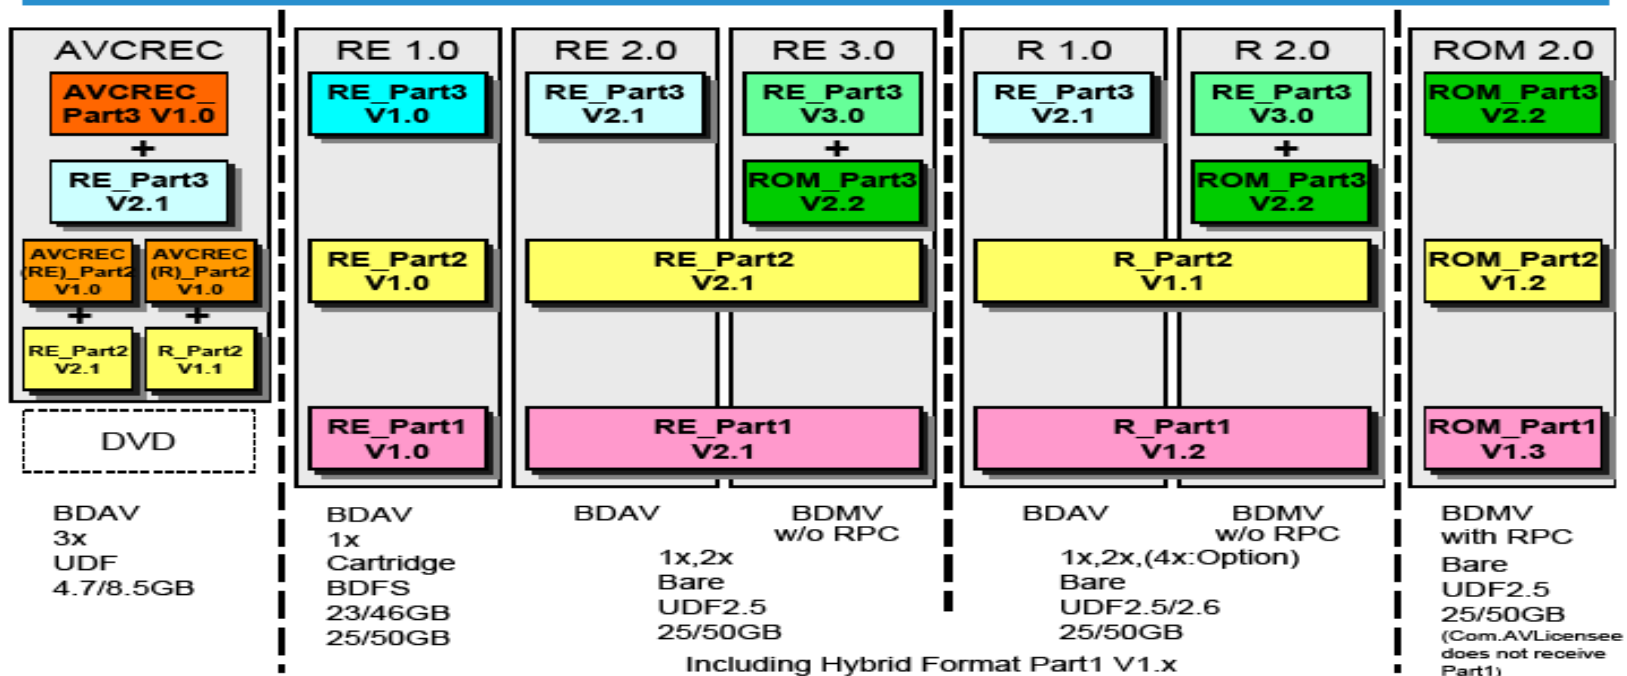 AVCREC
AVCREC_
Part3 V1.0
+
RE_Part3
V2.1
AVCREC
(RE)_Part2
V1.0
AVCREC
(R)_Part2
V1.0
+
+
RE_Part2
V2.1
R_Part2
V1.1
DVD
BDAV
3x
UDF
4.7/8.5GB
RE 1.0
RE_Part3
V1.0
RE_Part2
V1.0
RE_Part1
V1.0
BDAV
1x
Cartridge
BDFS
23/46GB
25/50GB
RE 2.0
RE_Part3
V2.1
RE 3.0
RE_Part3
V3.0
+
ROM_Part3
V2.2
RE_Part2
V2.1
RE_Part1
V2.1
BDAV
BDMV
w/o RPC
1x,2x
Bare
UDF2.5
25/50GB
R 1.0
RE_Part3
V2.1
R 2.0
RE_Part3
V3.0
+
ROM_Part3
V2.2
R_Part2
V1.1
R_Part1
V1.2
BDAV
BDMV
w/o RPC
1x,2x,(4x:Option)
Bare
UDF2.5/2.6
25/50GB
Including Hybrid Format Part1 V1.x
ROM 2.0
ROM_Part3
V2.2
ROM_Part2
V1.2
ROM_Part1
V1.3
BDMV
with RPC
Bare
UDF2.5
25/50GB
(Com.AVLicensee
does not receive
Part1)